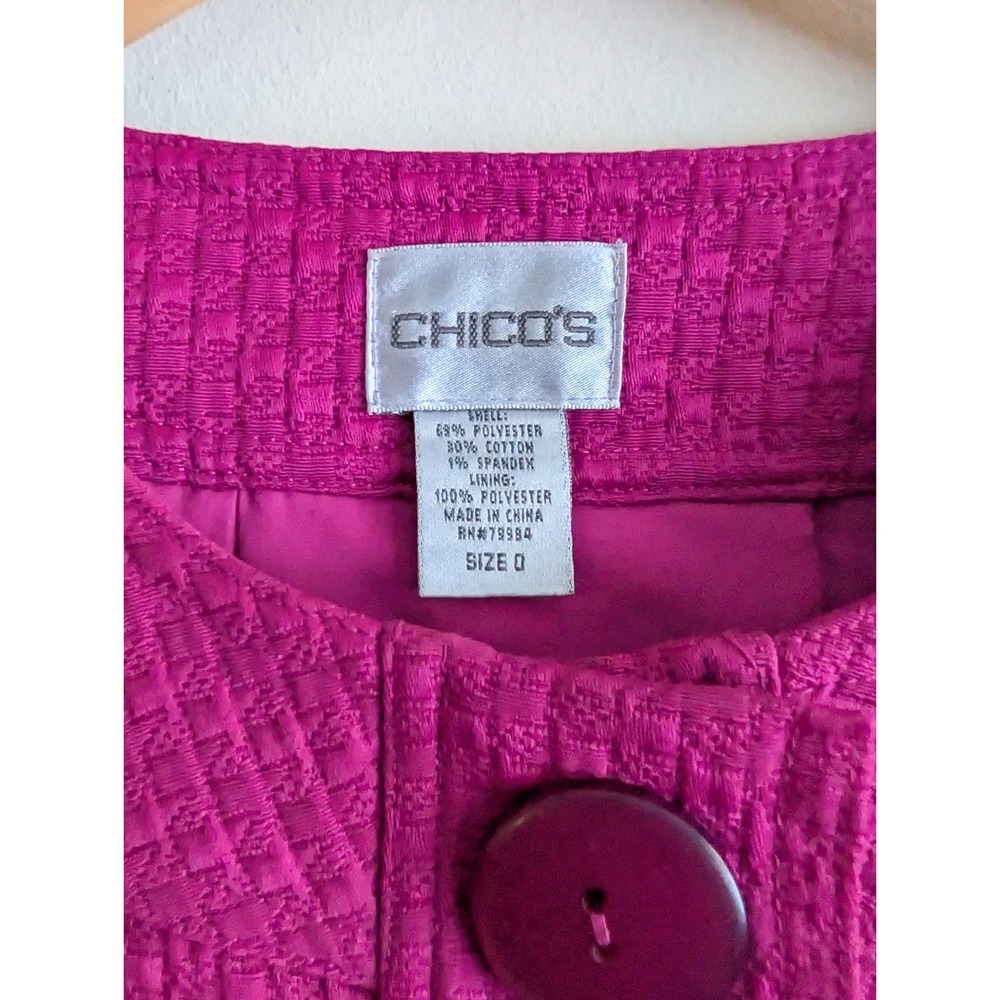 CHICO'S
SHELL:
69% POLYESTER
30% COTTON
1% SPANDEX
LINING:
100% POLYESTER
MADE IN CHINA
RN#79984
SIZE 0